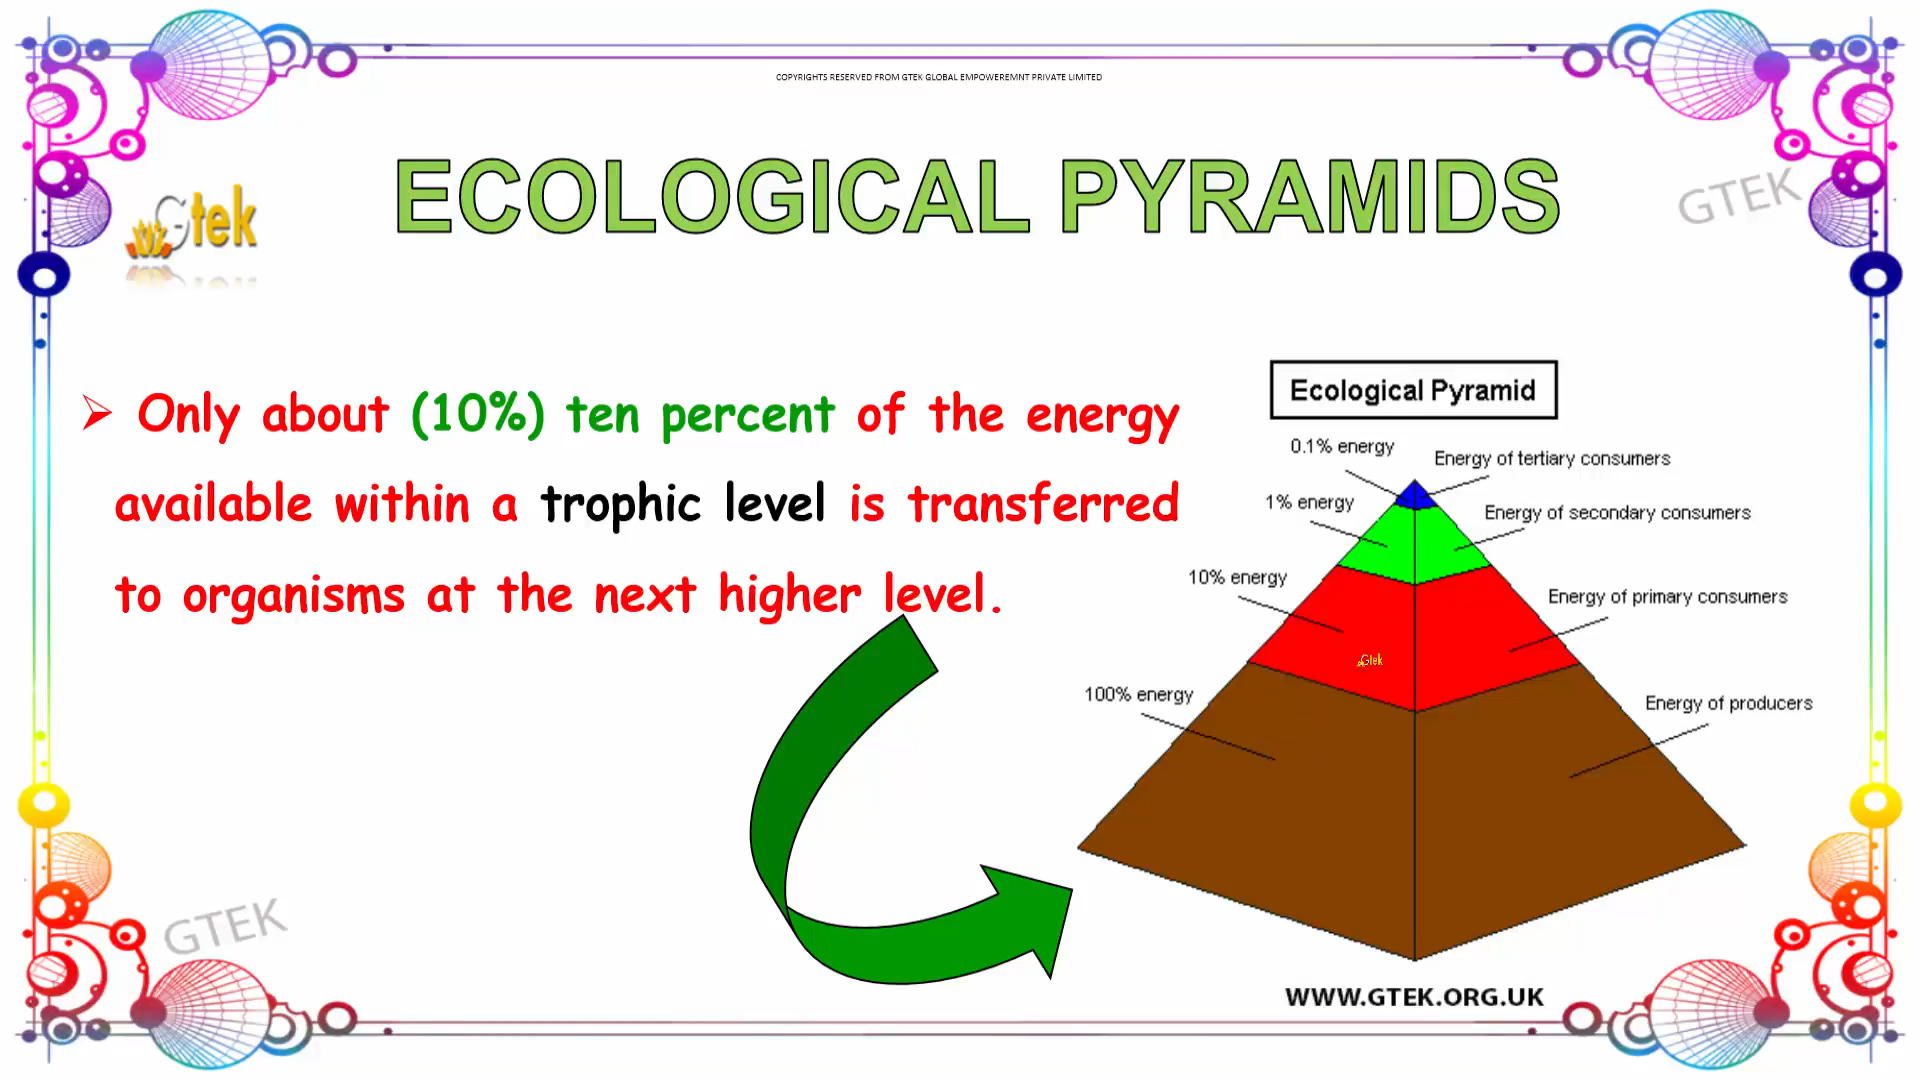 COPYRIGHTS RESERVED FROM GTEK GLOBAL EMPOWEREMNT PRIVATE LIMITED
Gtek
GTEK
ECOLOGICAL PYRAMIDS
Only about (10%) ten percent of the energy
available within a trophic level is transferred
to organisms at the next higher level.
Ecological Pyramid
0.1% energy
Energy of tertiary consumers
1% energy
Energy of secondary consumers
10% energy
Energy of primary consumers
Gtek
100% energy
Energy of producers
GTEK
WWW.GTEK.ORG.UK